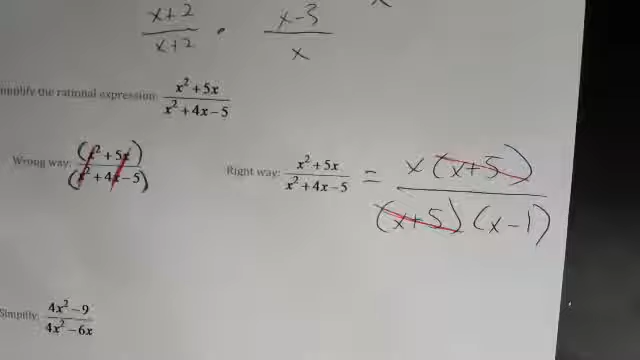 x+2/x+2 · x-3/x
Simplify the rational expression: x²+5x/x²+4x-5
Wrong way: (x²+5x)/(x²+4x-5)
Right way: x²+5x/x²+4x-5 = x(x+5)/(x+5)(x-1)
Simplify: 4x²-9/4x²-6x